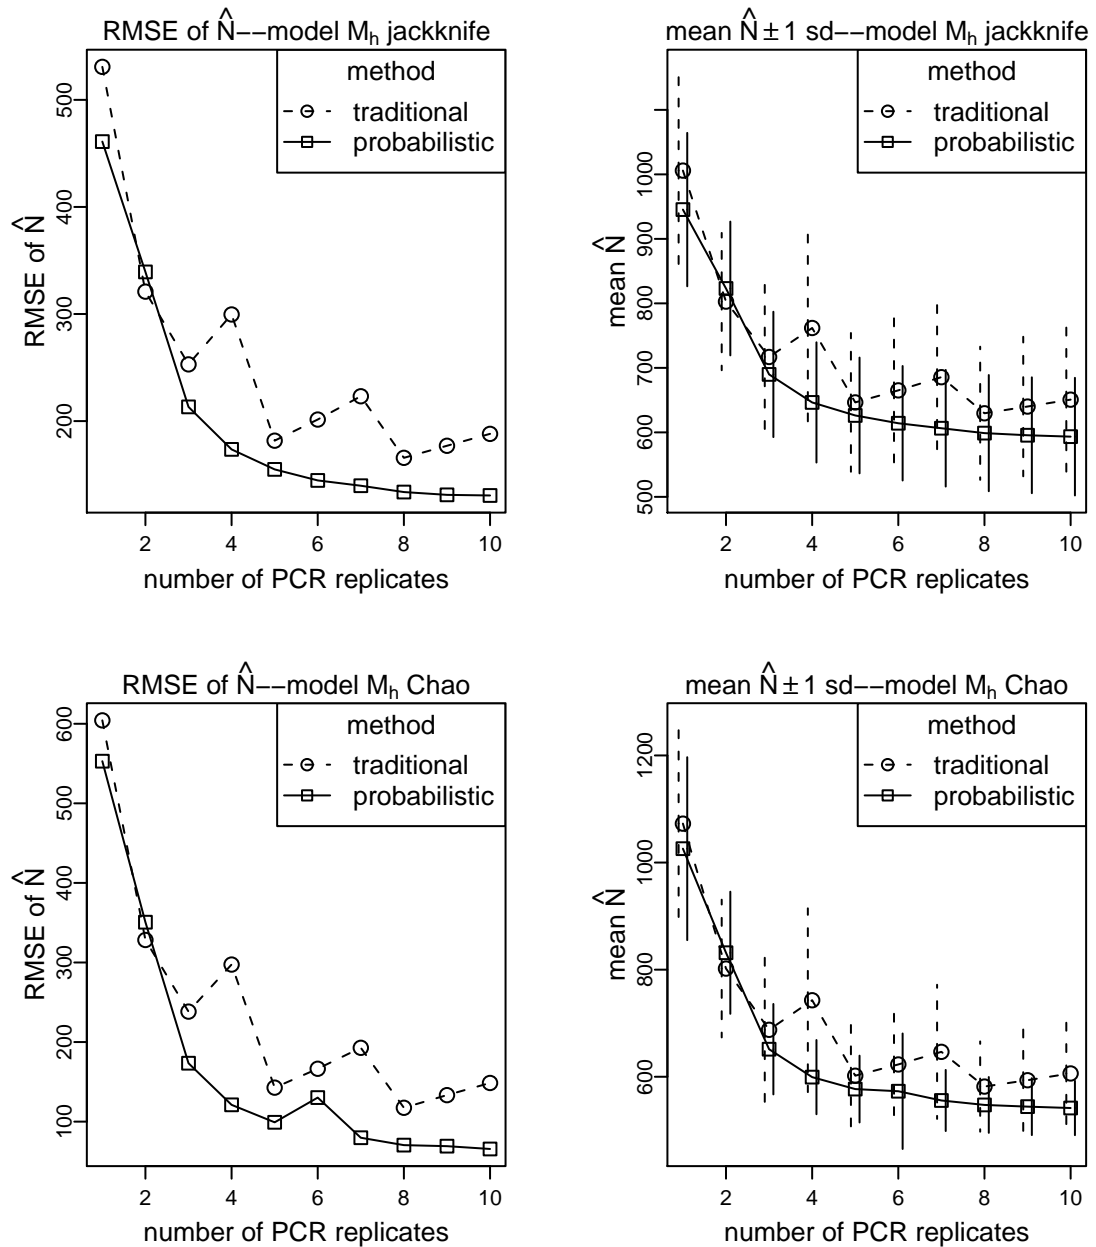 RMSE of N̂--model Mₕ jackknife
method
traditional
probabilistic
500
400
300
200
RMSE of N̂
2 4 6 8 10
number of PCR replicates
mean N̂ ± 1 sd--model Mₕ jackknife
method
traditional
probabilistic
1000
900
800
700
600
500
mean N̂
2 4 6 8 10
number of PCR replicates
RMSE of N̂--model Mₕ Chao
method
traditional
probabilistic
600
500
400
300
200
100
RMSE of N̂
2 4 6 8 10
number of PCR replicates
mean N̂ ± 1 sd--model Mₕ Chao
method
traditional
probabilistic
1200
1000
800
600
mean N̂
2 4 6 8 10
number of PCR replicates